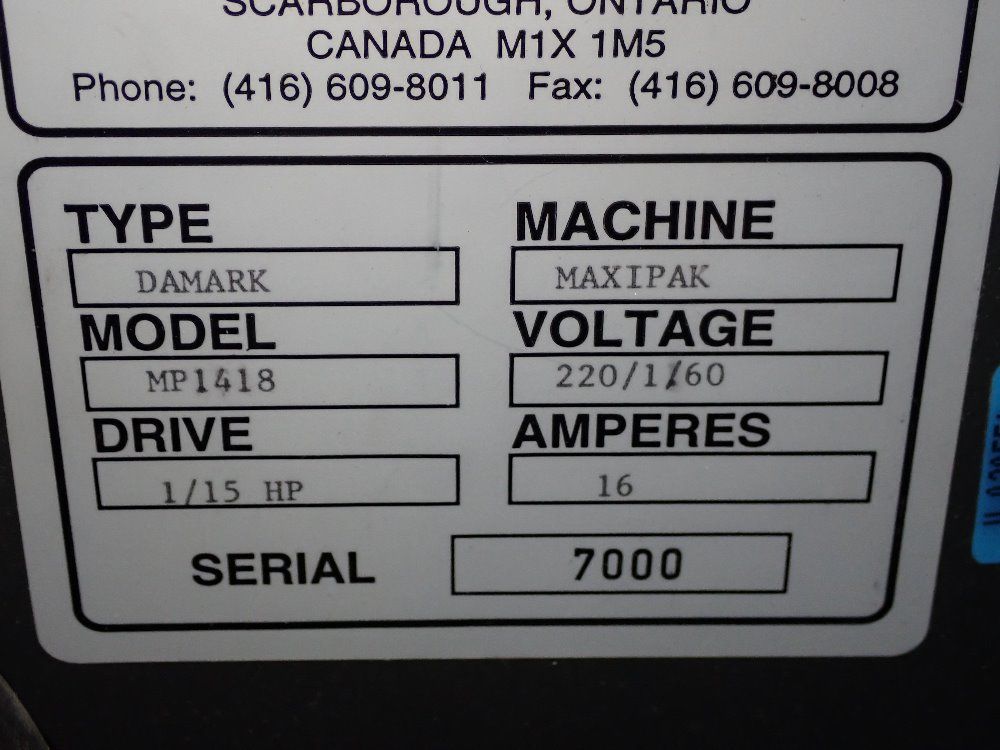 SCARBOROUGH, ONTARIO
CANADA M1X 1M5
Phone: (416) 609-8011 Fax: (416) 609-8008
TYPE MACHINE
DAMARK MAXIPAK
MODEL VOLTAGE
MP1418 220/1/60
DRIVE AMPERES
1/15 HP 16
SERIAL 7000